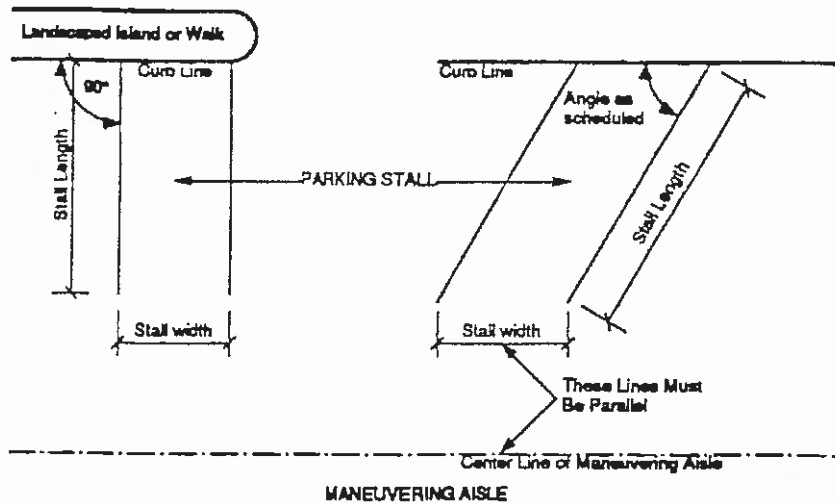 Landscaped Island or Walk
Curb Line
90°
Stall Length
Stall width
PARKING STALL
Curb Line
Angle as
scheduled
Stall Length
Stall width
These Lines Must
Be Parallel
Center Line of Maneuvering Aisle
MANEUVERING AISLE